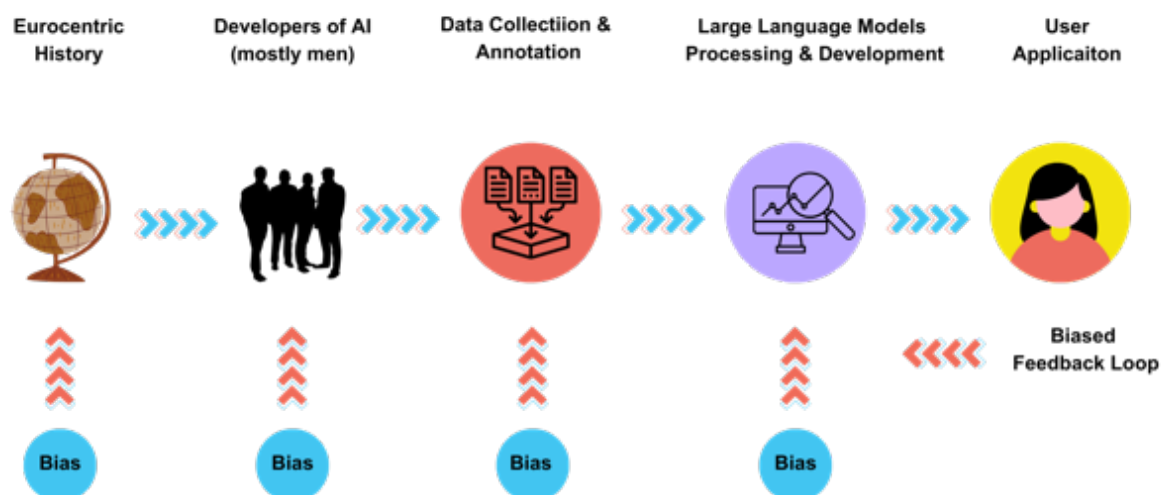 Eurocentric
History
Developers of AI
(mostly men)
Data Collectiion &
Annotation
Large Language Models
Processing & Development
User
Applicaiton
Biased
Feedback Loop
Bias
Bias
Bias
Bias